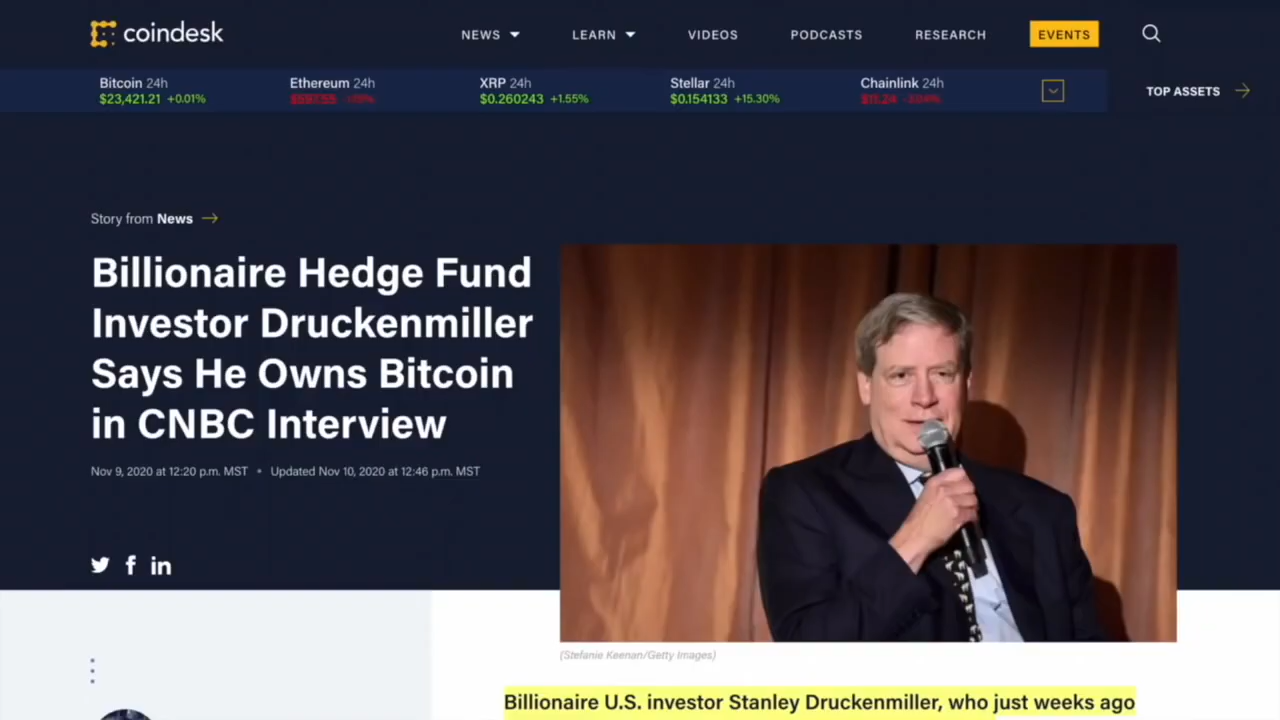 coindesk
NEWS LEARN VIDEOS PODCASTS RESEARCH EVENTS
Bitcoin 24h Ethereum 24h XRP 24h Stellar 24h Chainlink 24h
$23,421.21 +0.01% $0.260243 +1.55% $0.154133 +15.30%
TOP ASSETS
Story from News
Billionaire Hedge Fund
Investor Druckenmiller
Says He Owns Bitcoin
in CNBC Interview
Nov 9, 2020 at 12:20 p.m. MST • Updated Nov 10, 2020 at 12:46 p.m. MST
(Stefanie Keenan/Getty Images)
Billionaire U.S. investor Stanley Druckenmiller, who just weeks ago